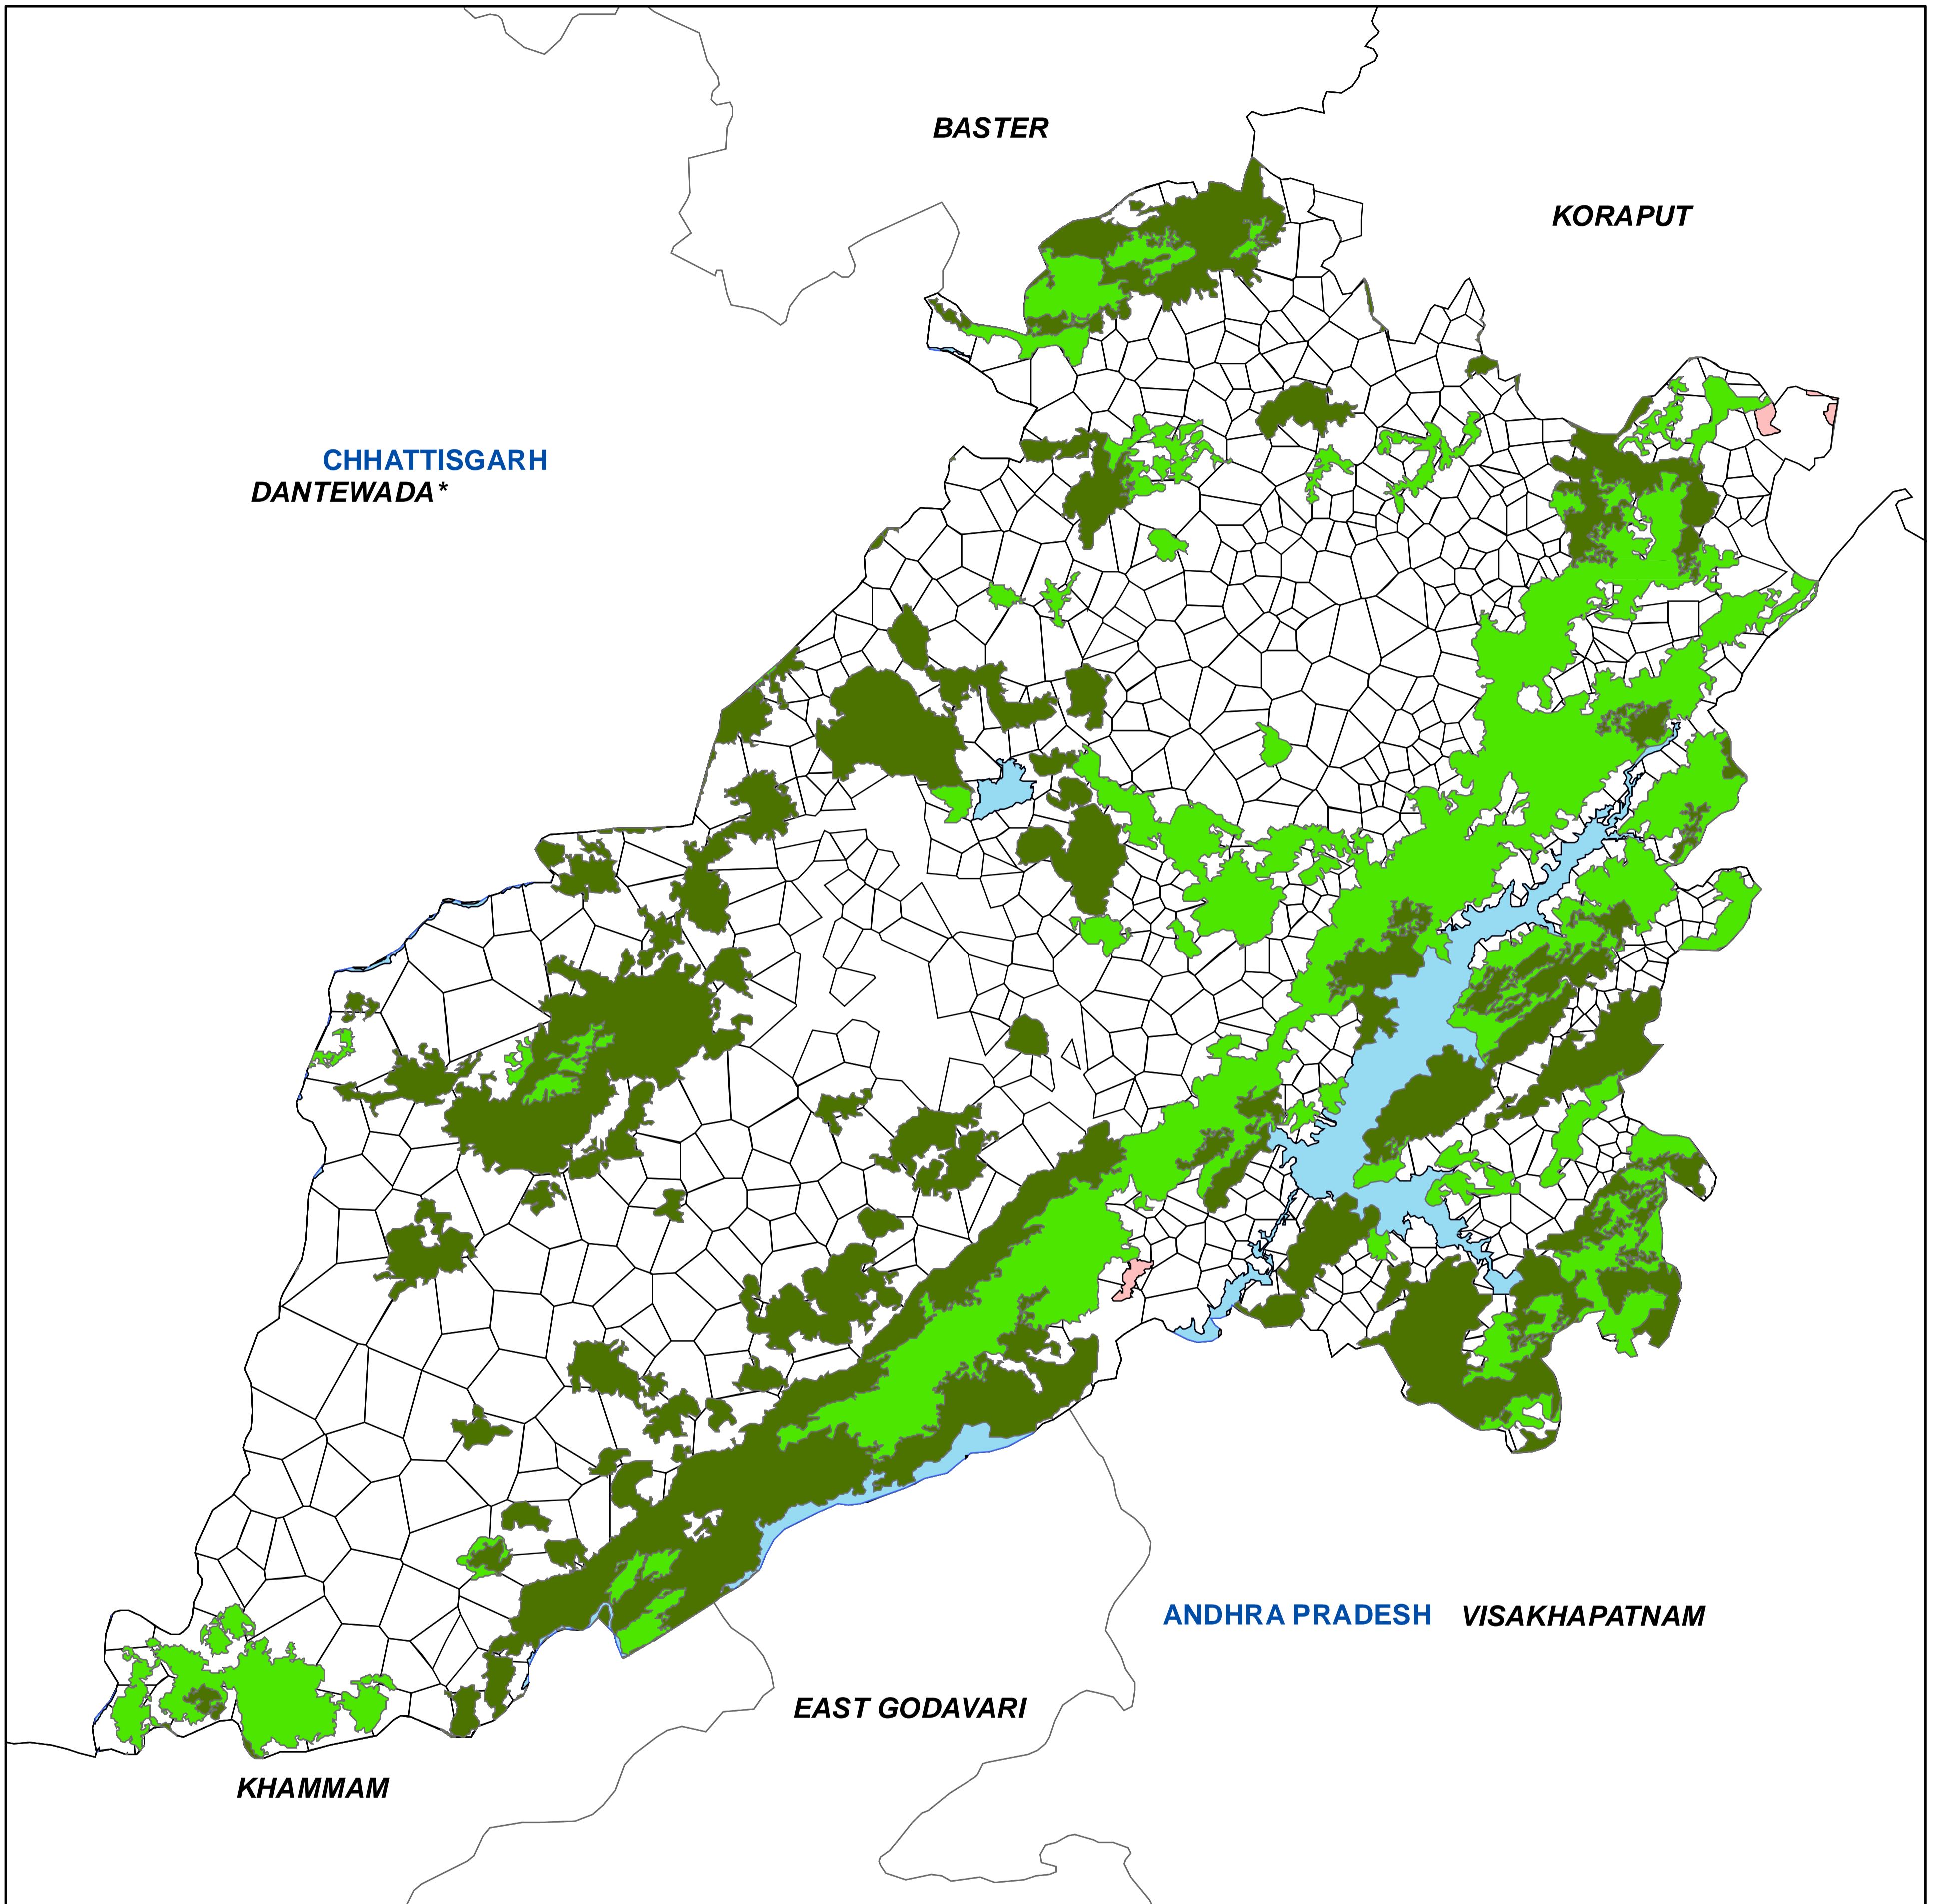 BASTER
KORAPUT
CHHATTISGARH
DANTEWADA*
ANDHRA PRADESH VISAKHAPATNAM
EAST GODAVARI
KHAMMAM